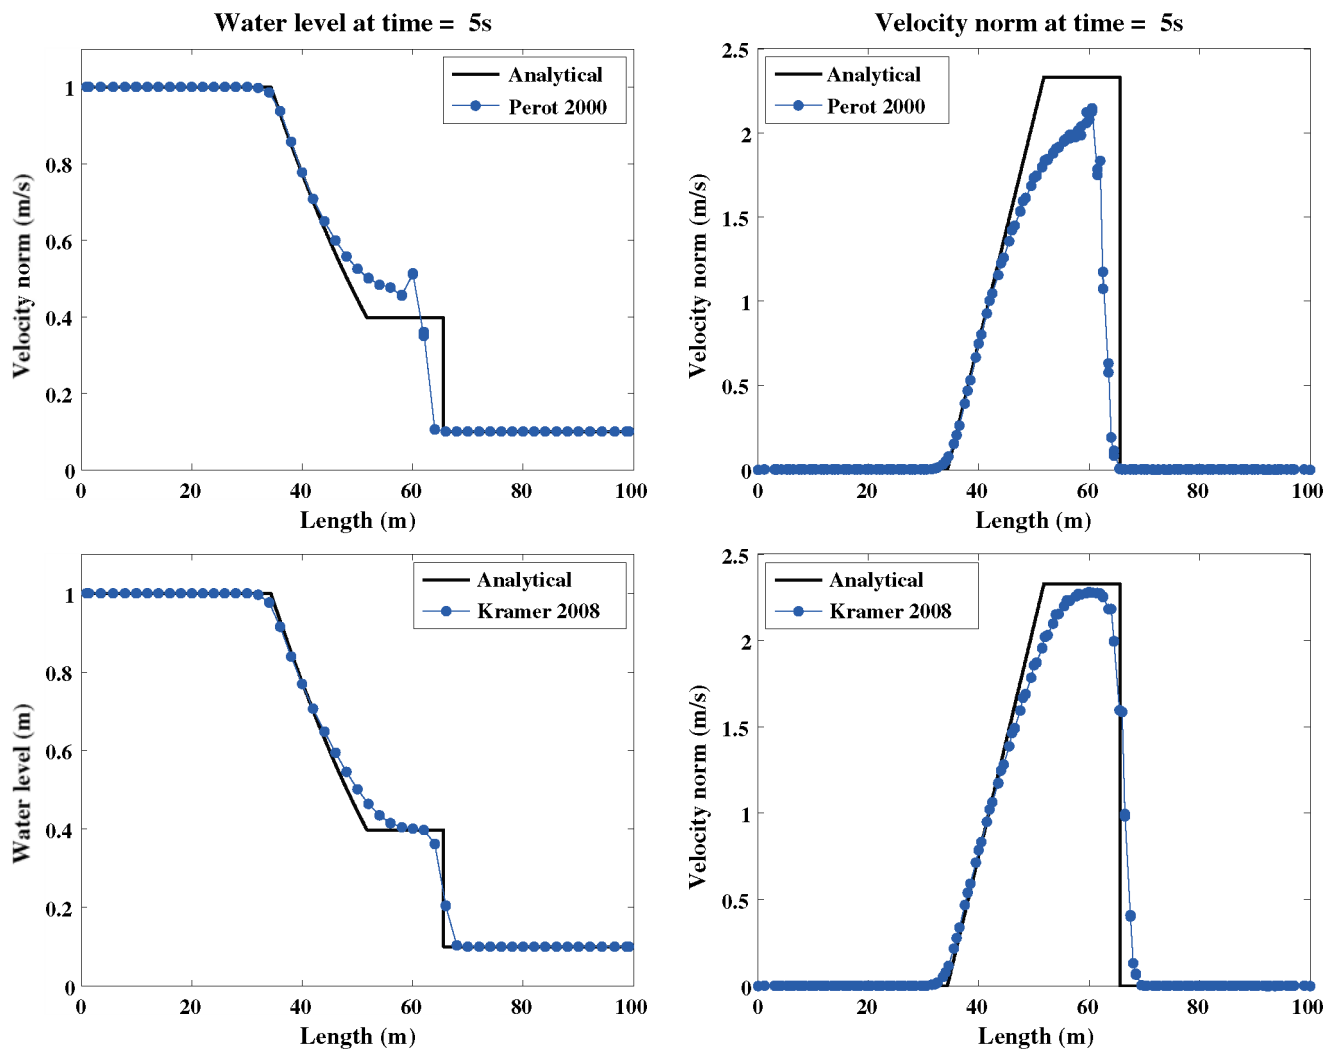 Water level at time =  5s
Velocity norm (m/s)
1
0.8
0.6
0.4
0.2
0
0 20 40 60 80 100
Length (m)
Analytical
Perot 2000
Velocity norm at time =  5s
Velocity norm (m/s)
2.5
2
1.5
1
0.5
0
0 20 40 60 80 100
Length (m)
Analytical
Perot 2000
Water level (m)
1
0.8
0.6
0.4
0.2
0
0 20 40 60 80 100
Length (m)
Analytical
Kramer 2008
Velocity norm (m/s)
2.5
2
1.5
1
0.5
0
0 20 40 60 80 100
Length (m)
Analytical
Kramer 2008